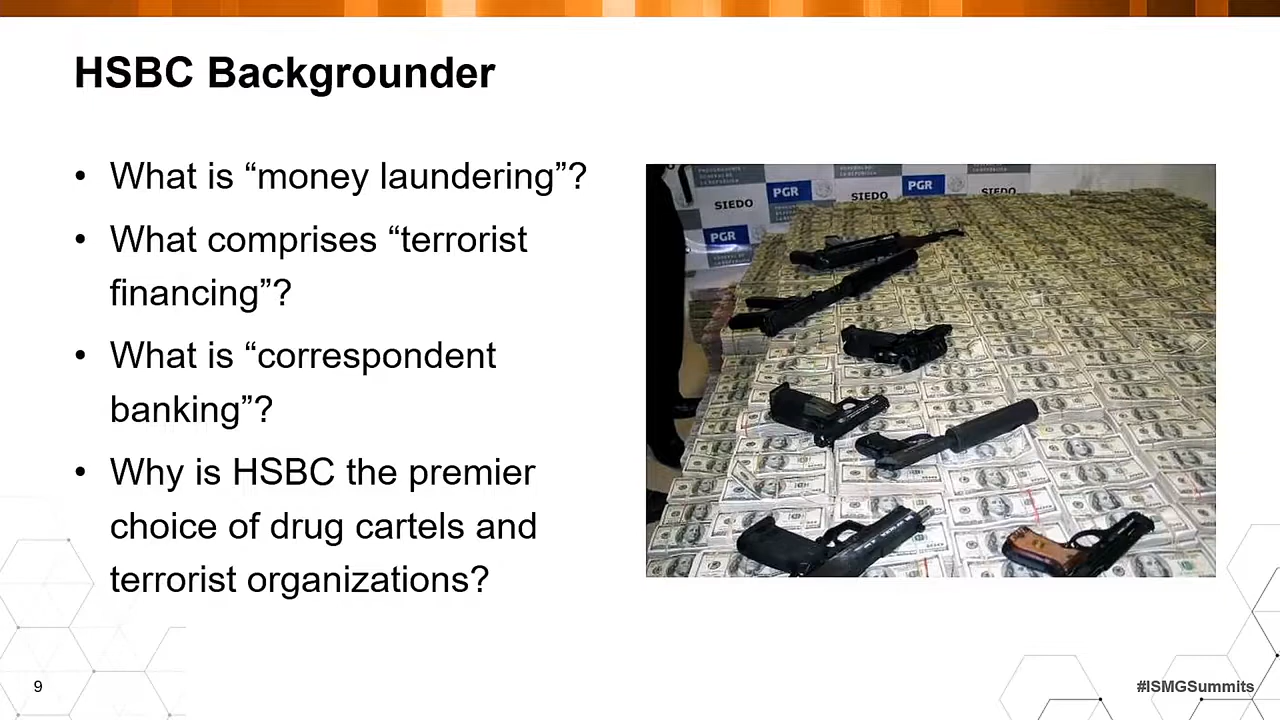 HSBC Backgrounder
• What is “money laundering”?
• What comprises “terrorist
financing”?
• What is “correspondent
banking”?
• Why is HSBC the premier
choice of drug cartels and
terrorist organizations?
PGR
SIEDO
PGR
SIEDO
PGR
9
#ISMGSummits